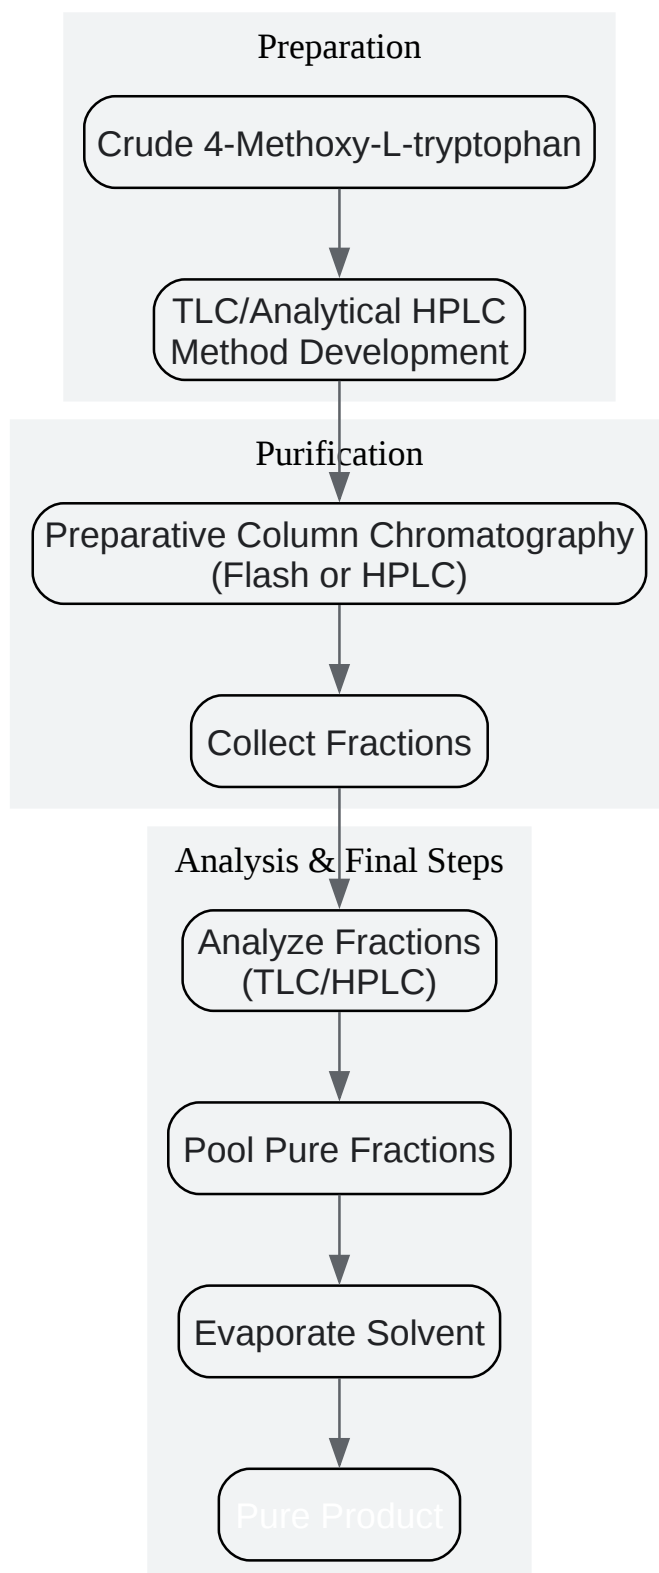 Preparation
Crude 4-Methoxy-L-tryptophan
TLC/Analytical HPLC
Method Development
Purification
Preparative Column Chromatography
(Flash or HPLC)
Collect Fractions
Analysis & Final Steps
Analyze Fractions
(TLC/HPLC)
Pool Pure Fractions
Evaporate Solvent
Pure Product